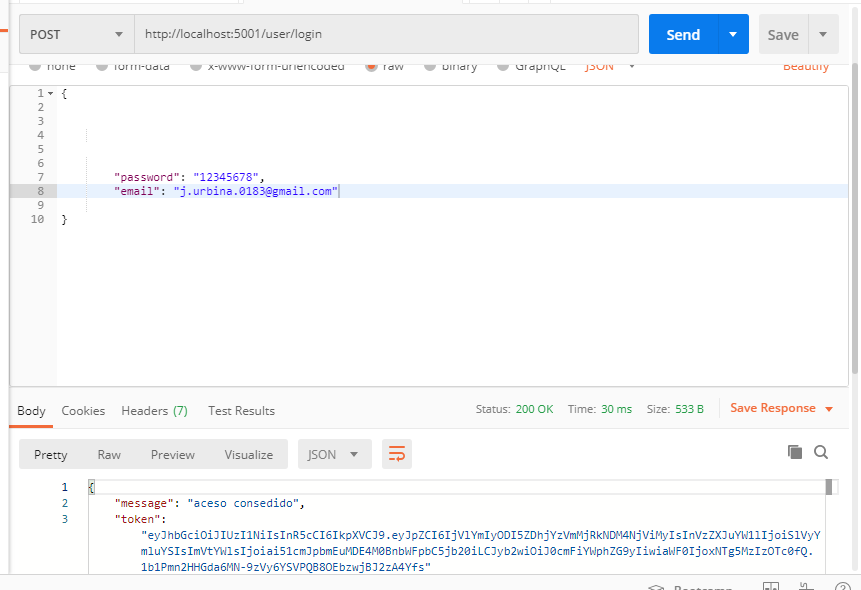 POST http://localhost:5001/user/login Send Save
none form-data x-www-form-urlencoded raw binary GraphQL JSON Beautify
1 {
2
3
4
5
6
7 "password": "12345678",
8 "email": "j.urbina.0183@gmail.com"
9
10 }
Body Cookies Headers (7) Test Results Status: 200 OK Time: 30 ms Size: 533 B Save Response
Pretty Raw Preview Visualize JSON
1 {
2 "message": "aceso consedido",
3 "token":
"eyJhbGciOiJIUzI1NiIsInR5cCI6IkpXVCJ9.eyJpZCI6IjVlYmIyODI5ZDhjYzVmMjRkNDM4NjViMyIsInVzZXJuYW1lIjoiSlVyY
mluYSIsImVtYWlsIjoiai51cmJpbmEuMDE4M0BnbWFpbC5jb20iLCJyb2wiOiJ0cmFiYWphZG9yIiwiaWF0IjoxNTg5MzIzOTc0fQ.
1b1Pmn2HHGda6MN-9zVy6YSVPQB8OEbzwjBJ2zA4Yfs"
Bootcamp